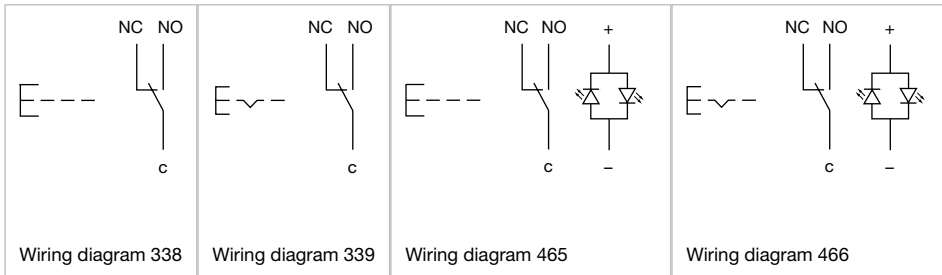 NC NO
c
Wiring diagram 338
NC NO
c
Wiring diagram 339
NC NO +
c –
Wiring diagram 465
NC NO +
c –
Wiring diagram 466